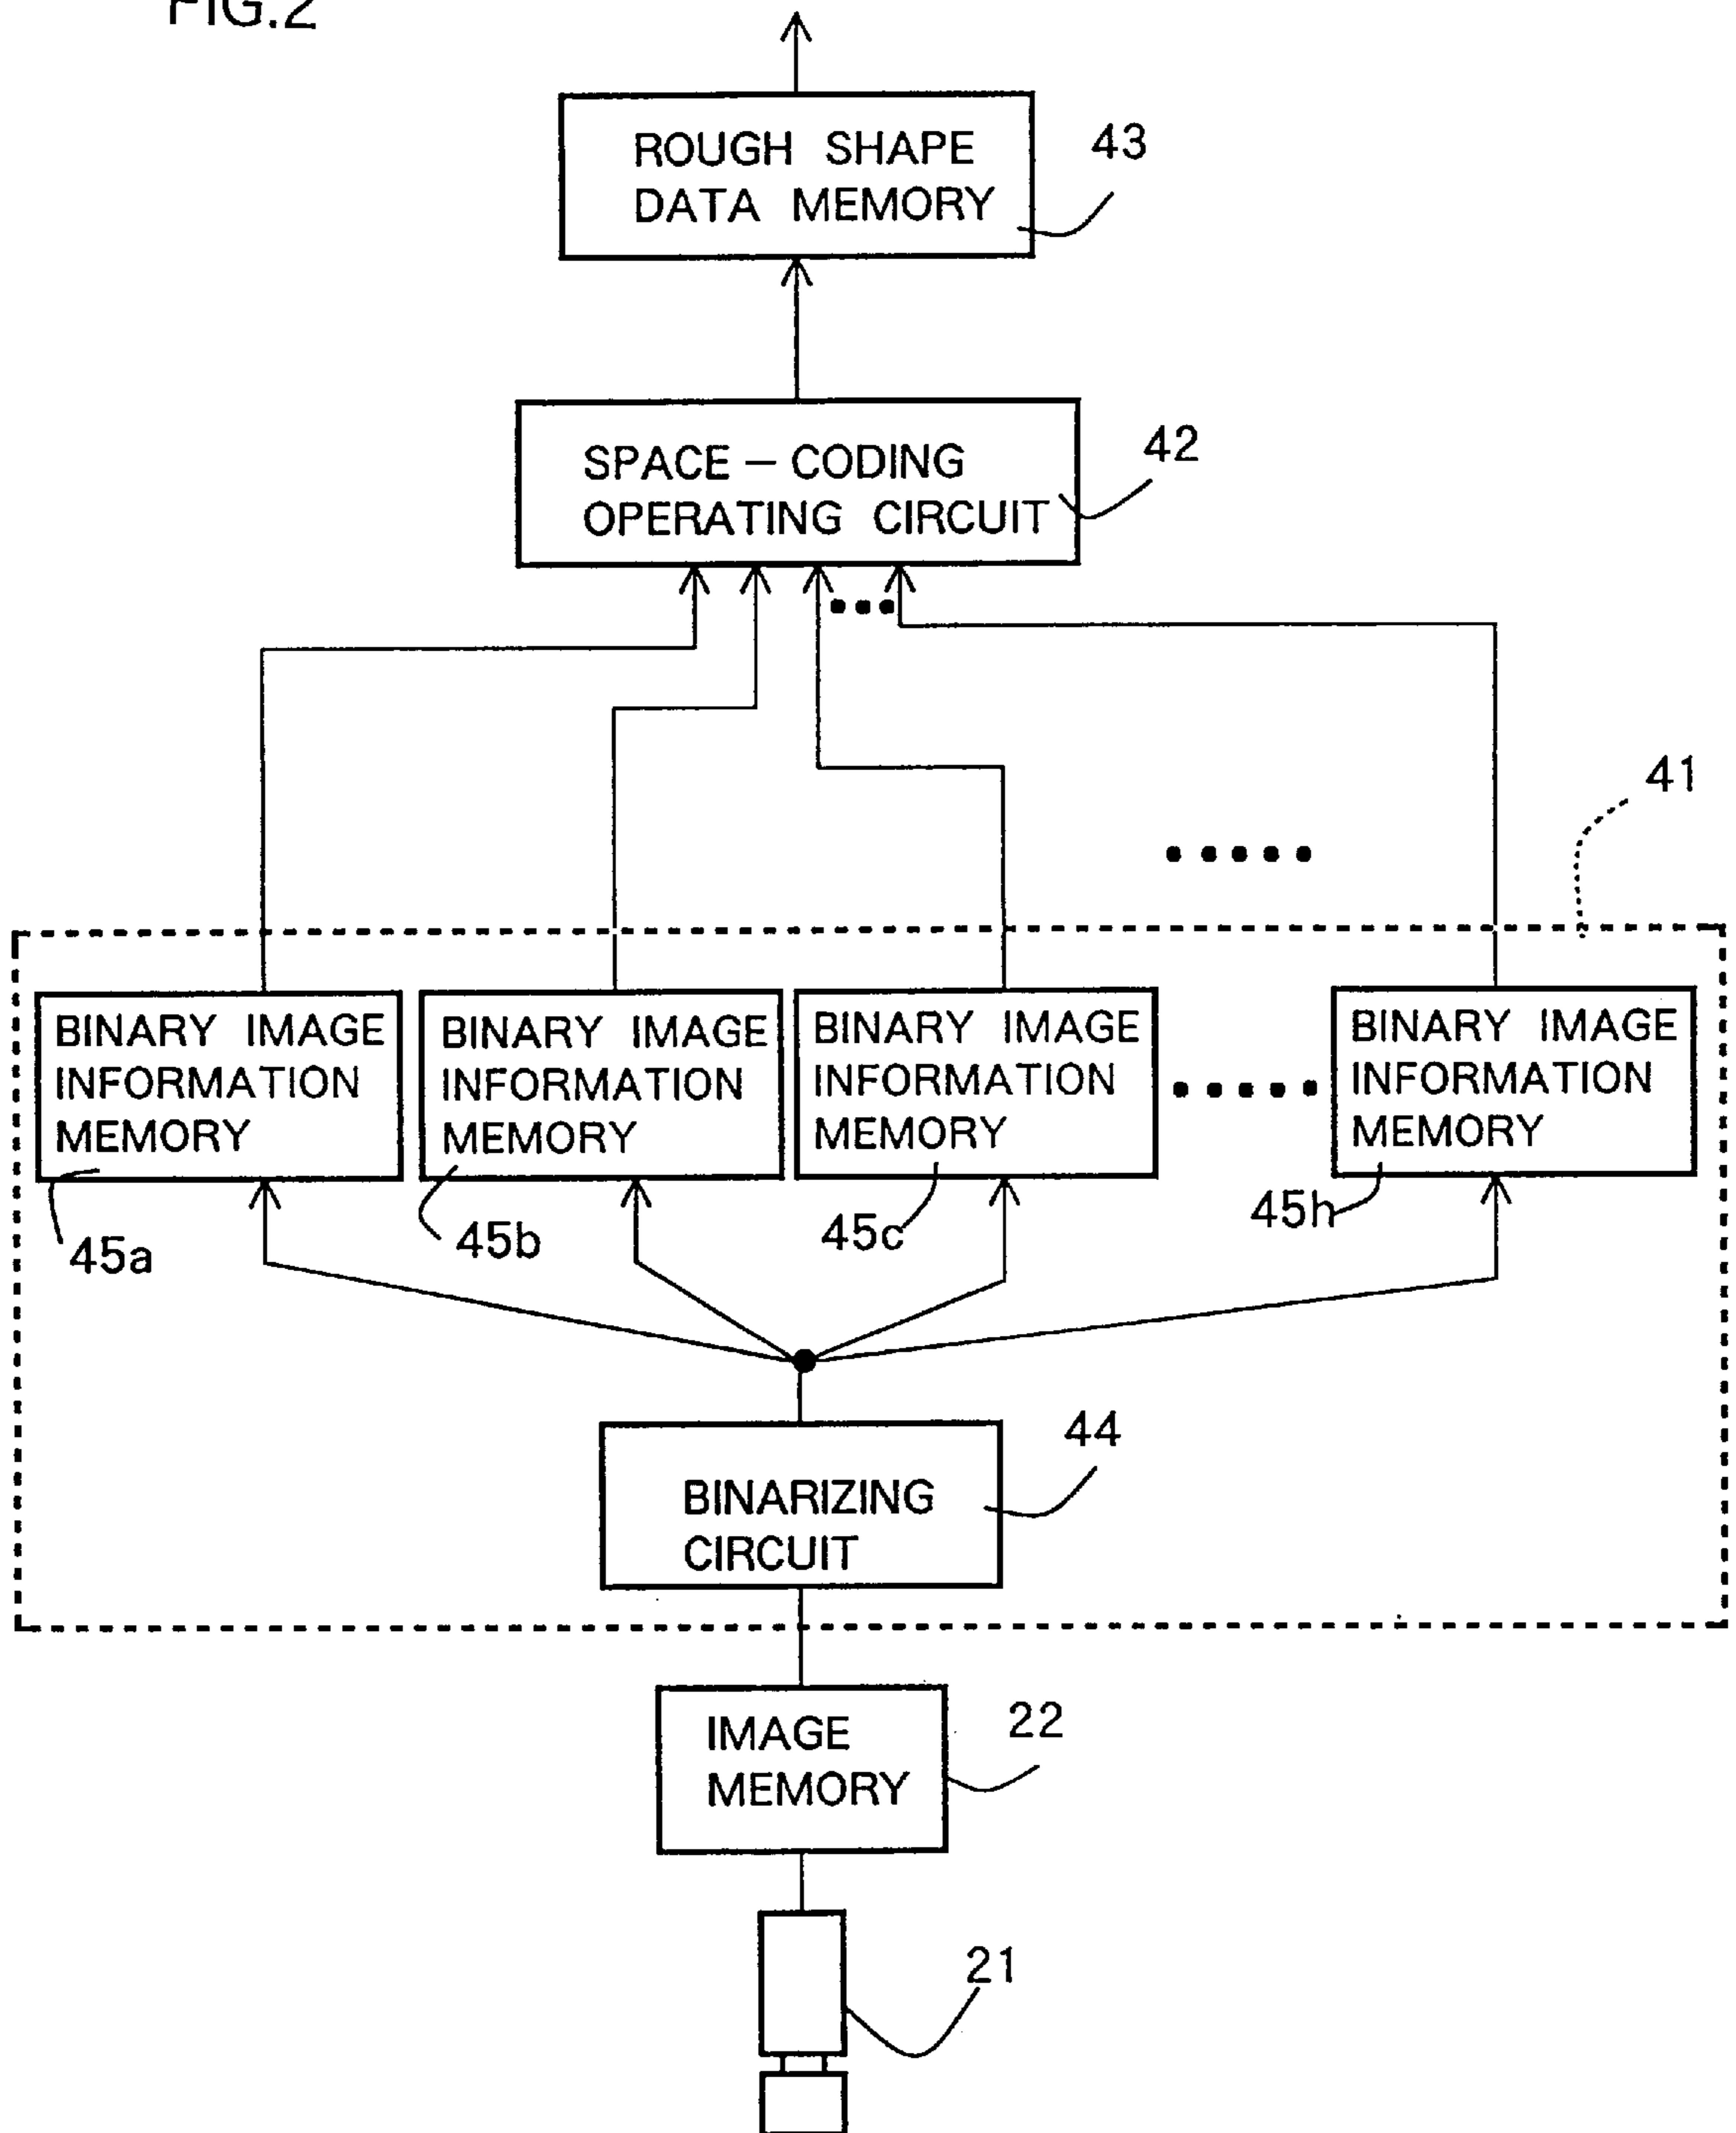 FIG.2
ROUGH SHAPE
DATA MEMORY
43
SPACE—CODING
OPERATING CIRCUIT
42
41
BINARY IMAGE
INFORMATION
MEMORY
45a
BINARY IMAGE
INFORMATION
MEMORY
45b
BINARY IMAGE
INFORMATION
MEMORY
45c
BINARY IMAGE
INFORMATION
MEMORY
45h
BINARIZING
CIRCUIT
44
IMAGE
MEMORY
22
21